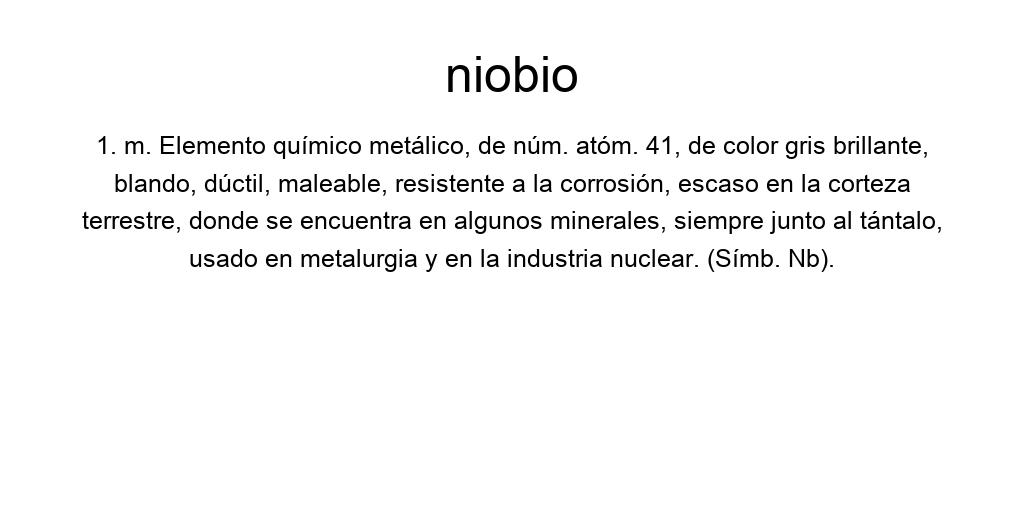 niobio
1. m. Elemento químico metálico, de núm. atóm. 41, de color gris brillante,
blando, dúctil, maleable, resistente a la corrosión, escaso en la corteza
terrestre, donde se encuentra en algunos minerales, siempre junto al tántalo,
usado en metalurgia y en la industria nuclear. (Símb. Nb).